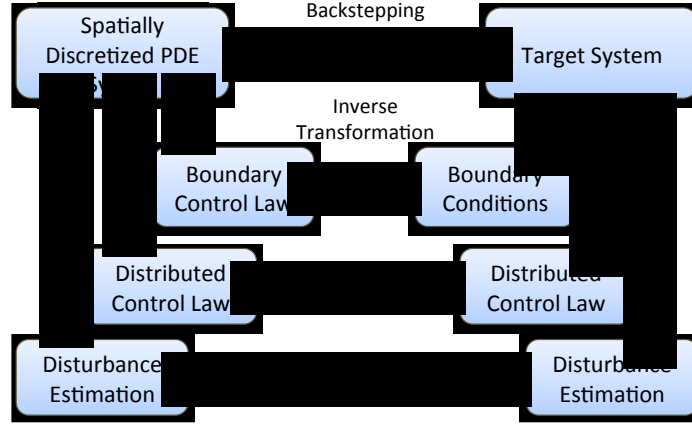 Backstepping
Spatially
Discretized PDE
Target System
Inverse
Transformation
Boundary
Control Law
Boundary
Conditions
Distributed
Control Law
Distributed
Control Law
Disturbance
Estimation
Disturbance
Estimation